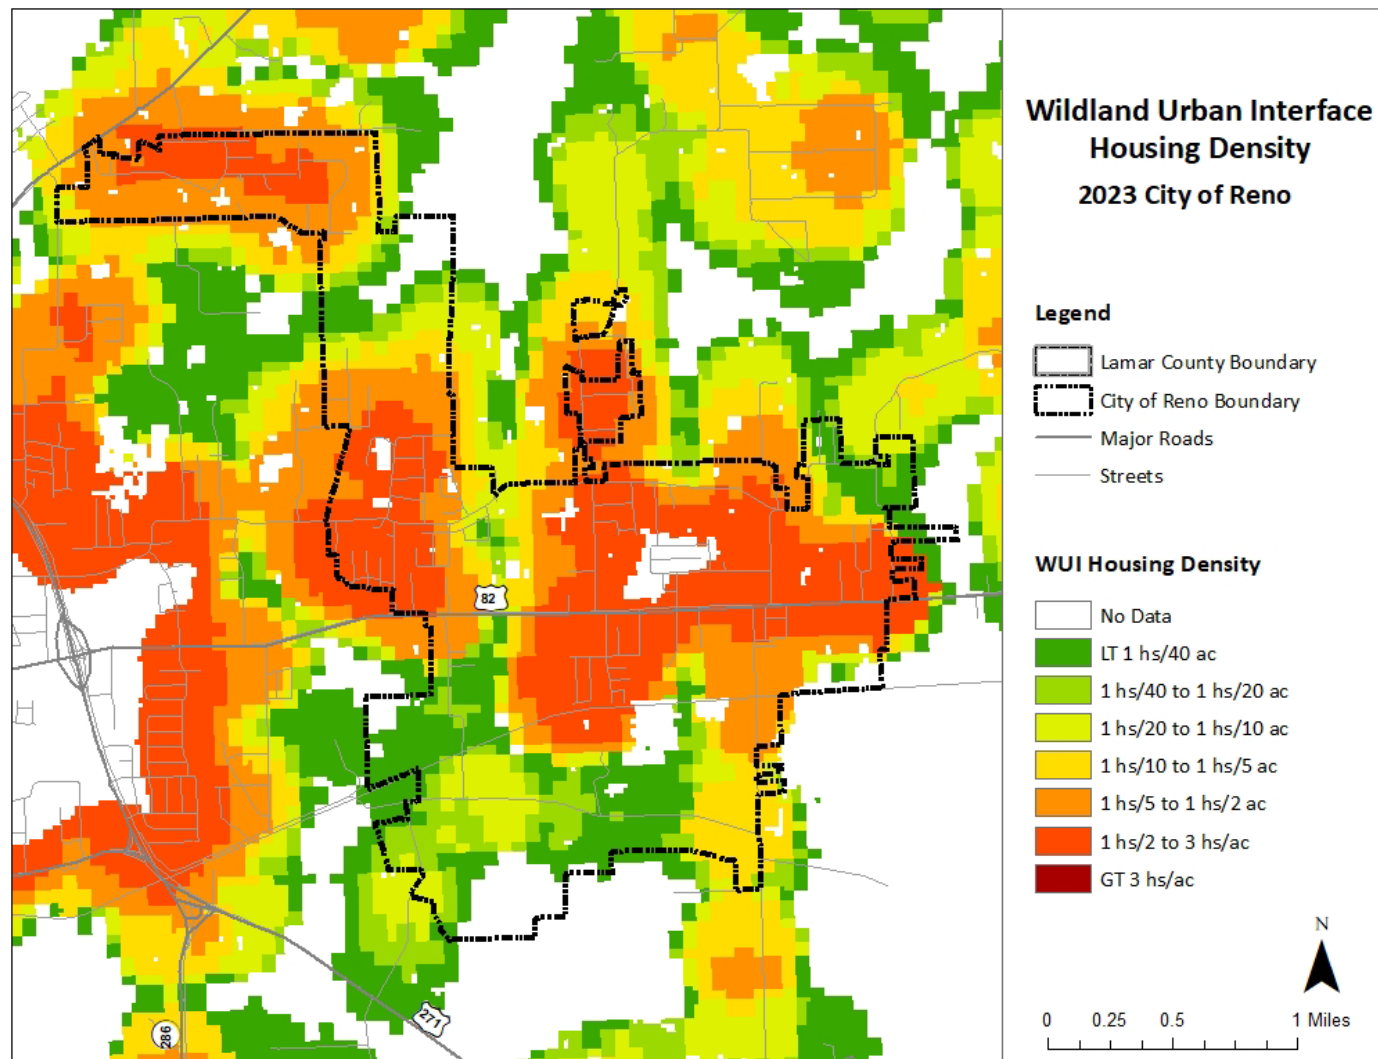 Wildland Urban Interface
Housing Density
2023 City of Reno
Legend
Lamar County Boundary
City of Reno Boundary
Major Roads
Streets
WUI Housing Density
No Data
LT 1 hs/40 ac
1 hs/40 to 1 hs/20 ac
1 hs/20 to 1 hs/10 ac
1 hs/10 to 1 hs/5 ac
1 hs/5 to 1 hs/2 ac
1 hs/2 to 3 hs/ac
GT 3 hs/ac
N
0 0.25 0.5 1 Miles
82
271
286